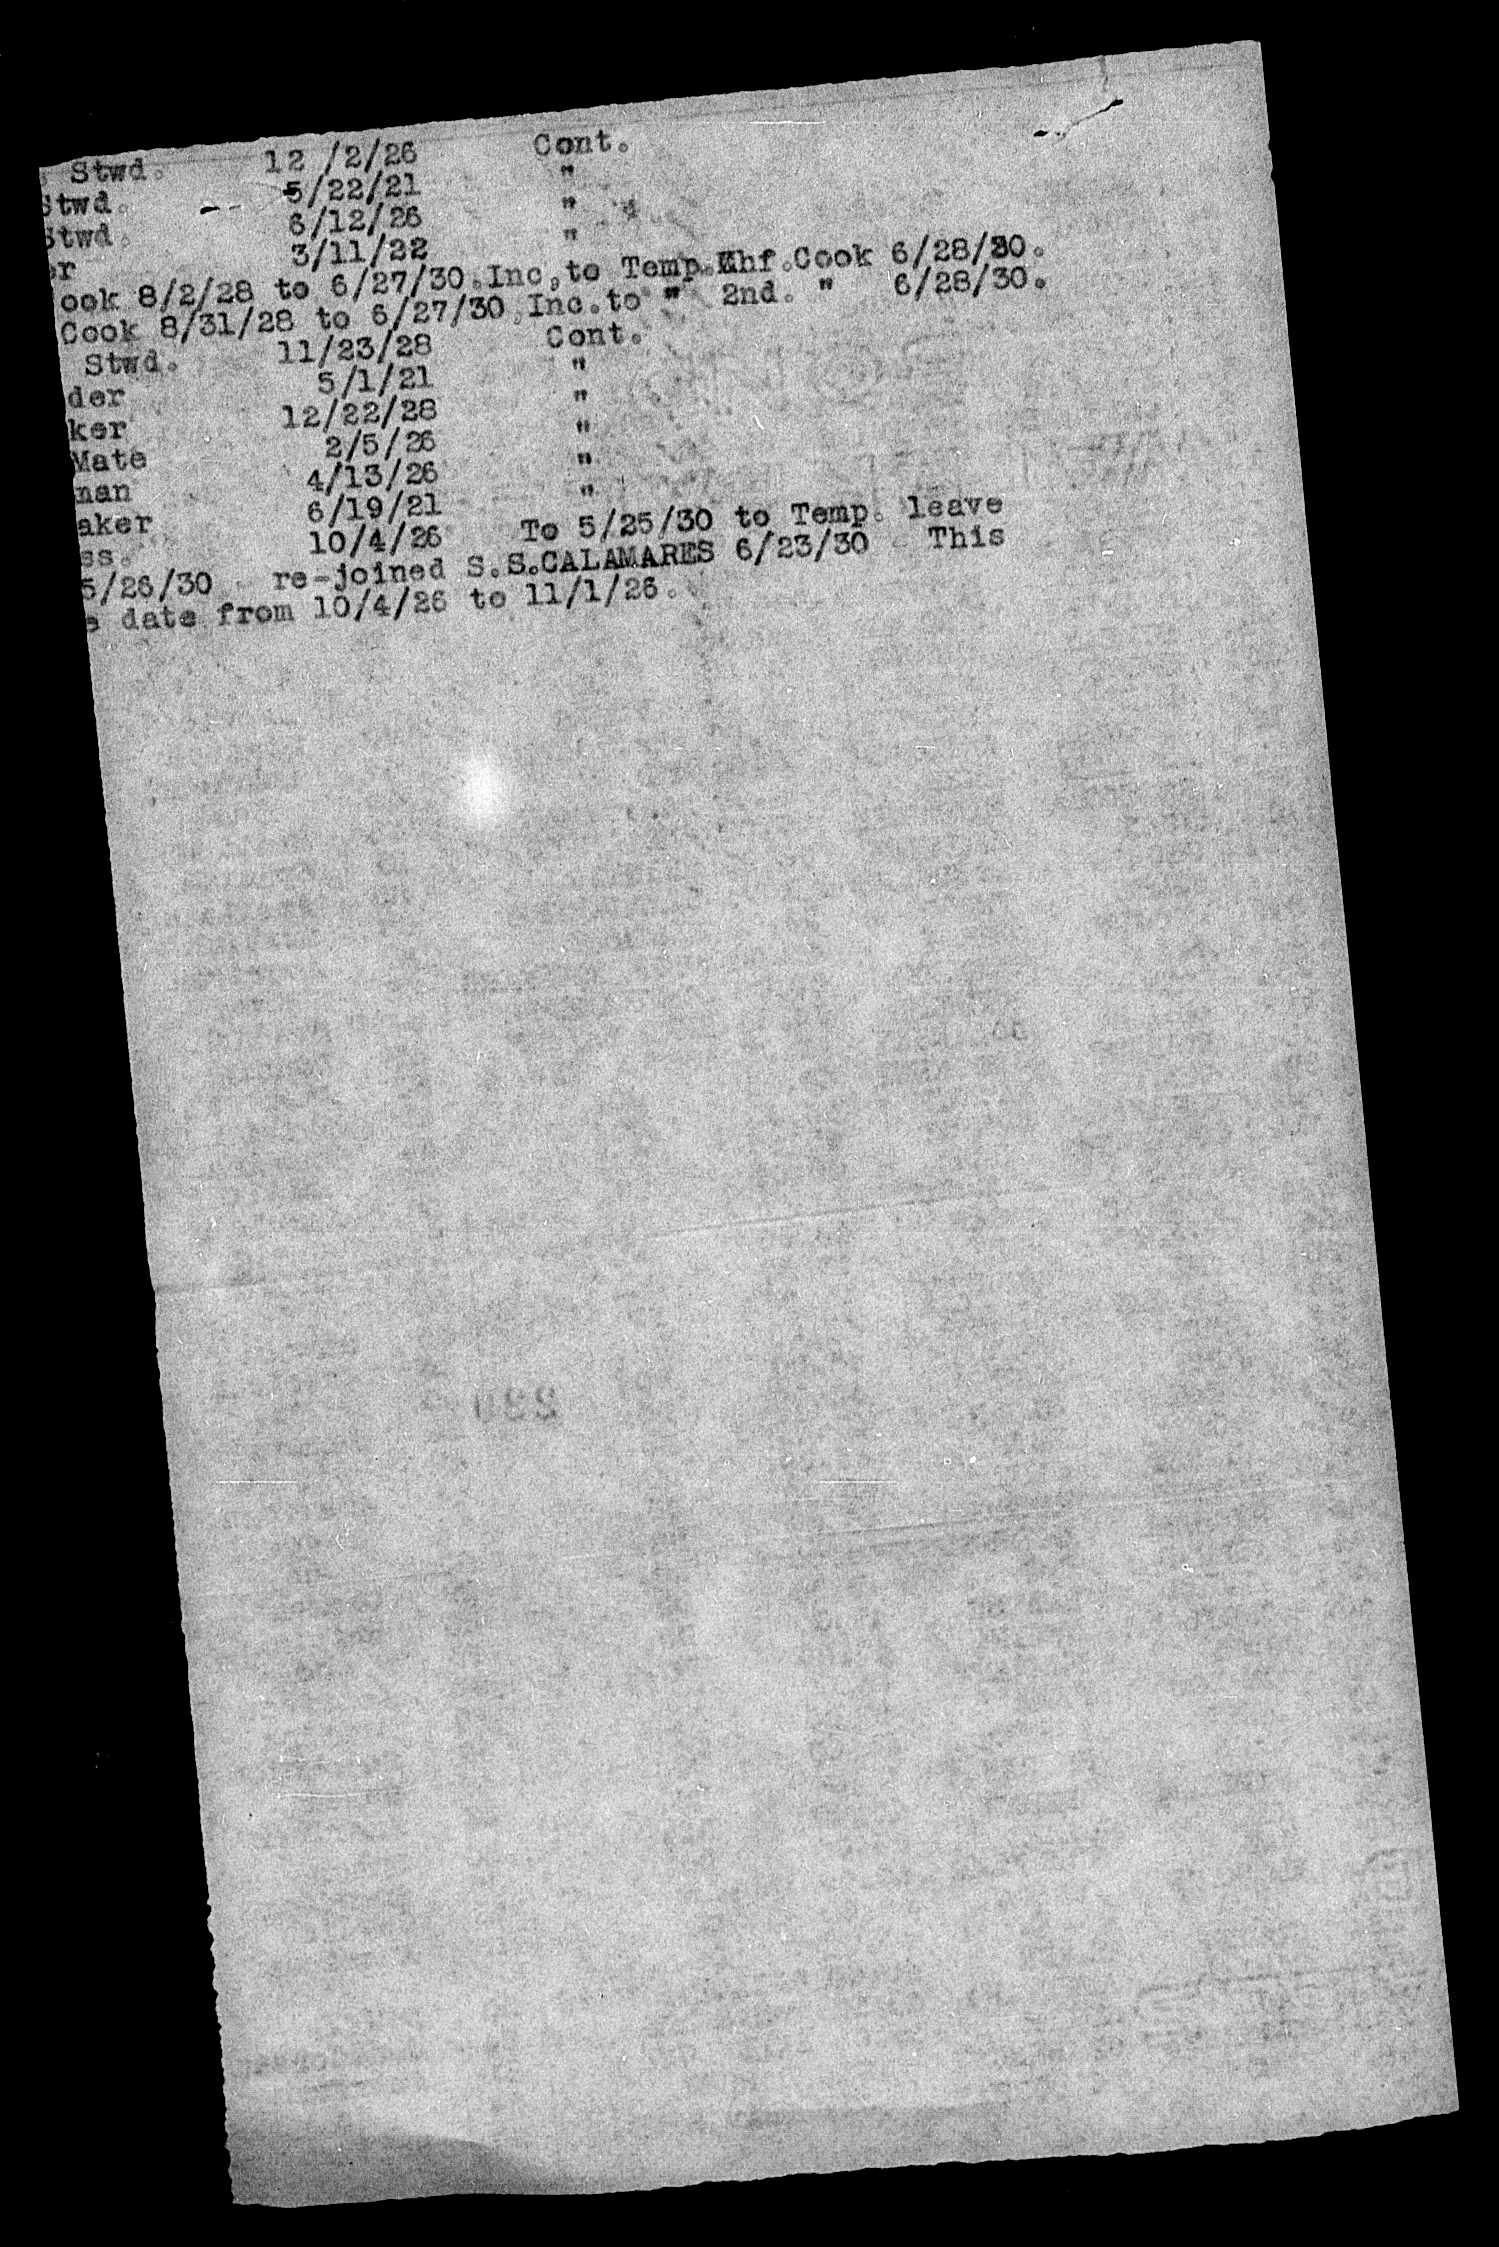 Stwd. 12 /2/26 Cont.
Stwd. 5/22/21 "
Stwd. 6/12/26 "
er 3/11/22 "
ook 8/2/28 to 6/27/30.Inc,to Temp.Chf.Cook 6/28/30.
Cook 8/31/28 to 6/27/30,Inc.to " 2nd. " 6/28/30.
Stwd. 11/23/28 Cont.
der 5/1/21 "
ker 12/22/28 "
Mate 2/5/26 "
man 4/13/26 "
aker 6/19/21 "
ss. 10/4/26 To 5/25/30 to Temp. leave
5/26/30 re-joined S.S.CALAMARES 6/23/30 This
e date from 10/4/26 to 11/1/26.